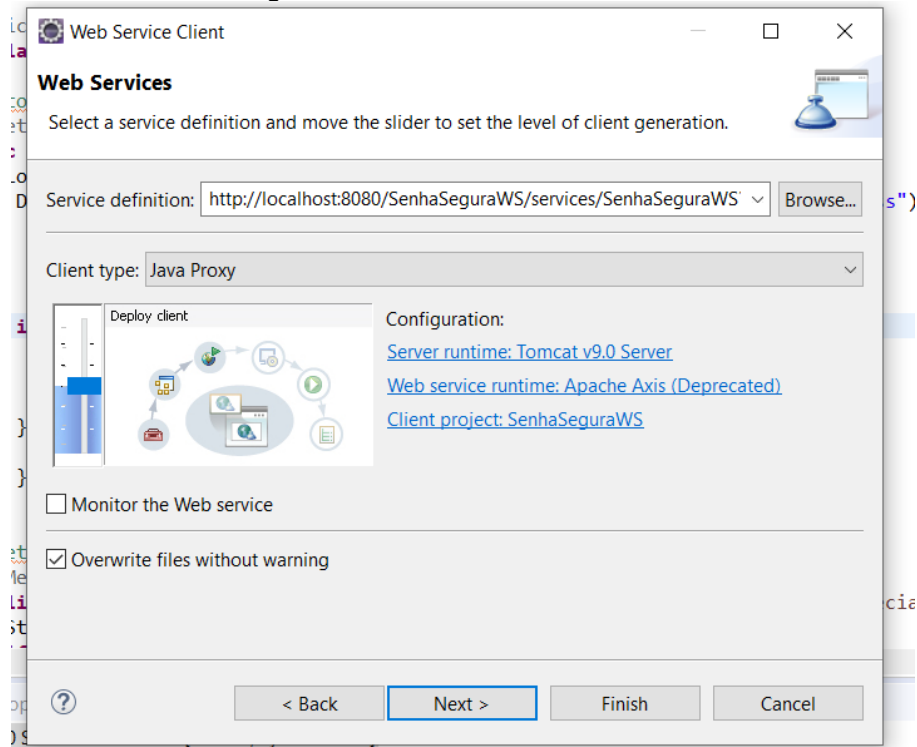 Web Service Client
Web Services
Select a service definition and move the slider to set the level of client generation.
Service definition: http://localhost:8080/SenhaSeguraWS/services/SenhaSeguraWS Browse...
s")
Client type: Java Proxy
Deploy client
Configuration:
Server runtime: Tomcat v9.0 Server
Web service runtime: Apache Axis (Deprecated)
Client project: SenhaSeguraWS
}
}
Monitor the Web service
Overwrite files without warning
< Back Next > Finish Cancel